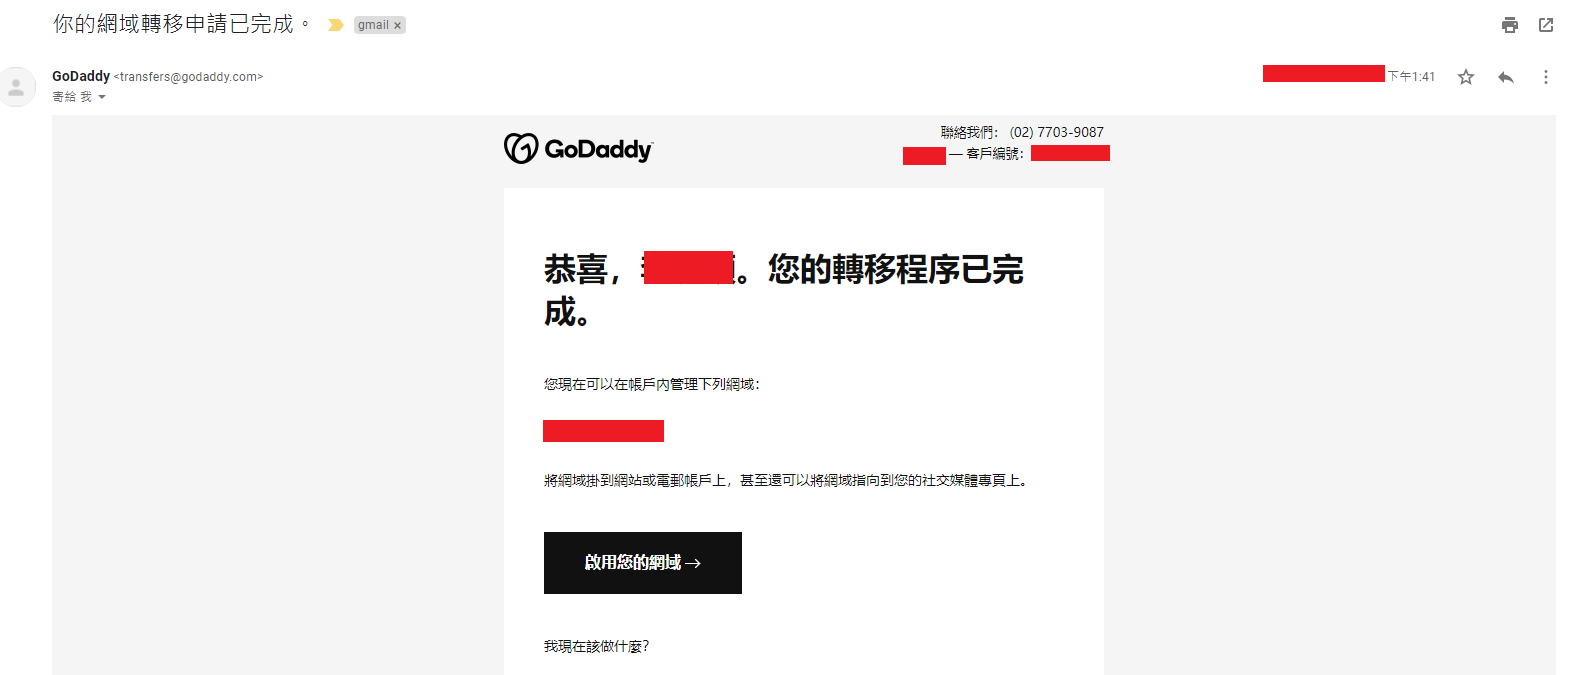 你的網域轉移申請已完成。 gmail ×
GoDaddy <transfers@godaddy.com>
下午1:41
寄給 我
GoDaddy
聯絡我們： (02) 7703-9087
— 客戶編號：
恭喜， 。您的轉移程序已完
成。
您現在可以在帳戶內管理下列網域：
將網域掛到網站或電郵帳戶上，甚至還可以將網域指向到您的社交媒體專頁上。
啟用您的網域 →
我現在該做什麼？